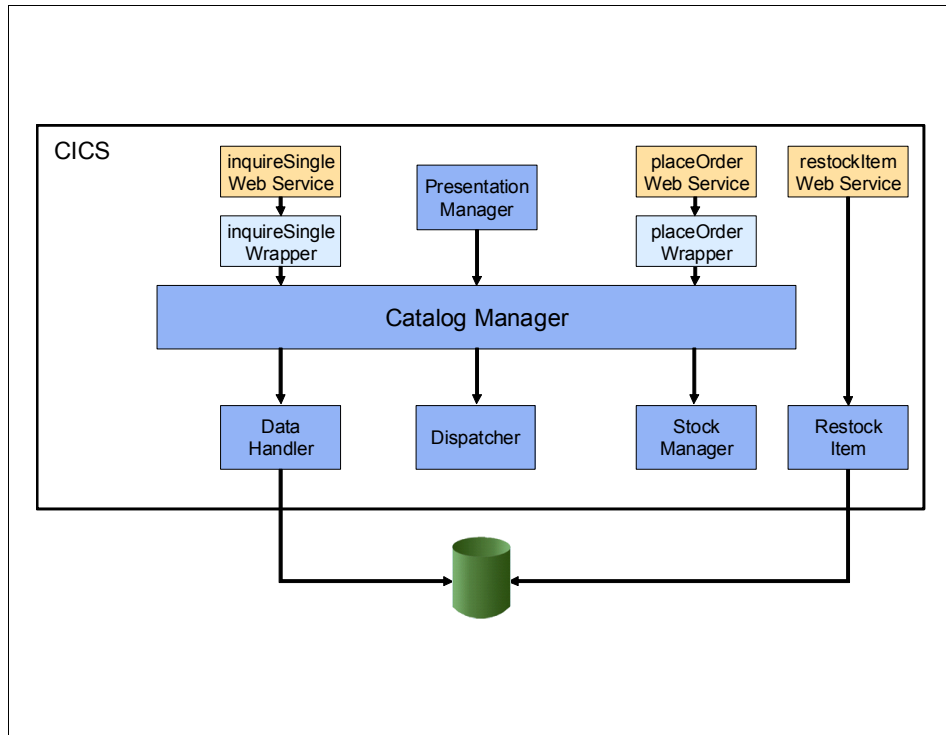 CICS
inquireSingle
Web Service
inquireSingle
Wrapper
Presentation
Manager
placeOrder
Web Service
placeOrder
Wrapper
restockItem
Web Service
Catalog Manager
Data
Handler
Dispatcher
Stock
Manager
Restock
Item